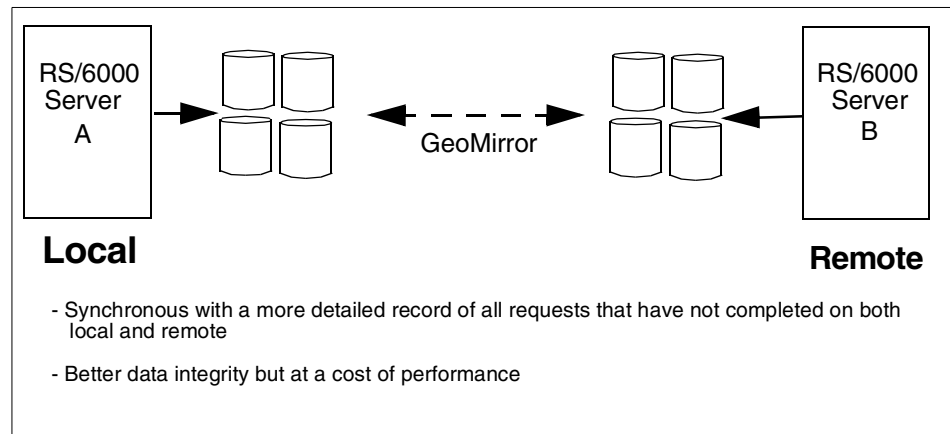 RS/6000
Server
A
GeoMirror
RS/6000
Server
B
Local
Remote
- Synchronous with a more detailed record of all requests that have not completed on both
local and remote
- Better data integrity but at a cost of performance